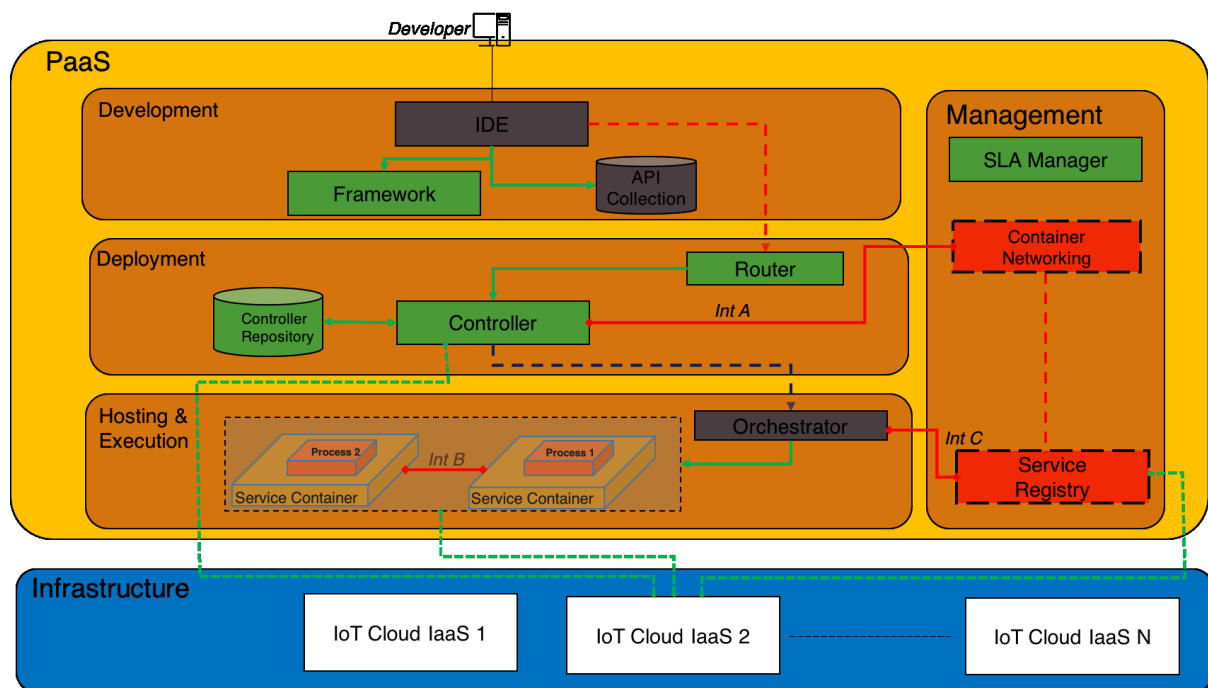 Developer
PaaS
Development
IDE
Framework
API
Collection
Management
SLA Manager
Container
Networking
Deployment
Router
Int A
Controller
Repository
Controller
Hosting &
Execution
Orchestrator
Int C
Process 2
Int B
Process 1
Service Container
Service Container
Service
Registry
Infrastructure
IoT Cloud IaaS 1
IoT Cloud IaaS 2
IoT Cloud IaaS N